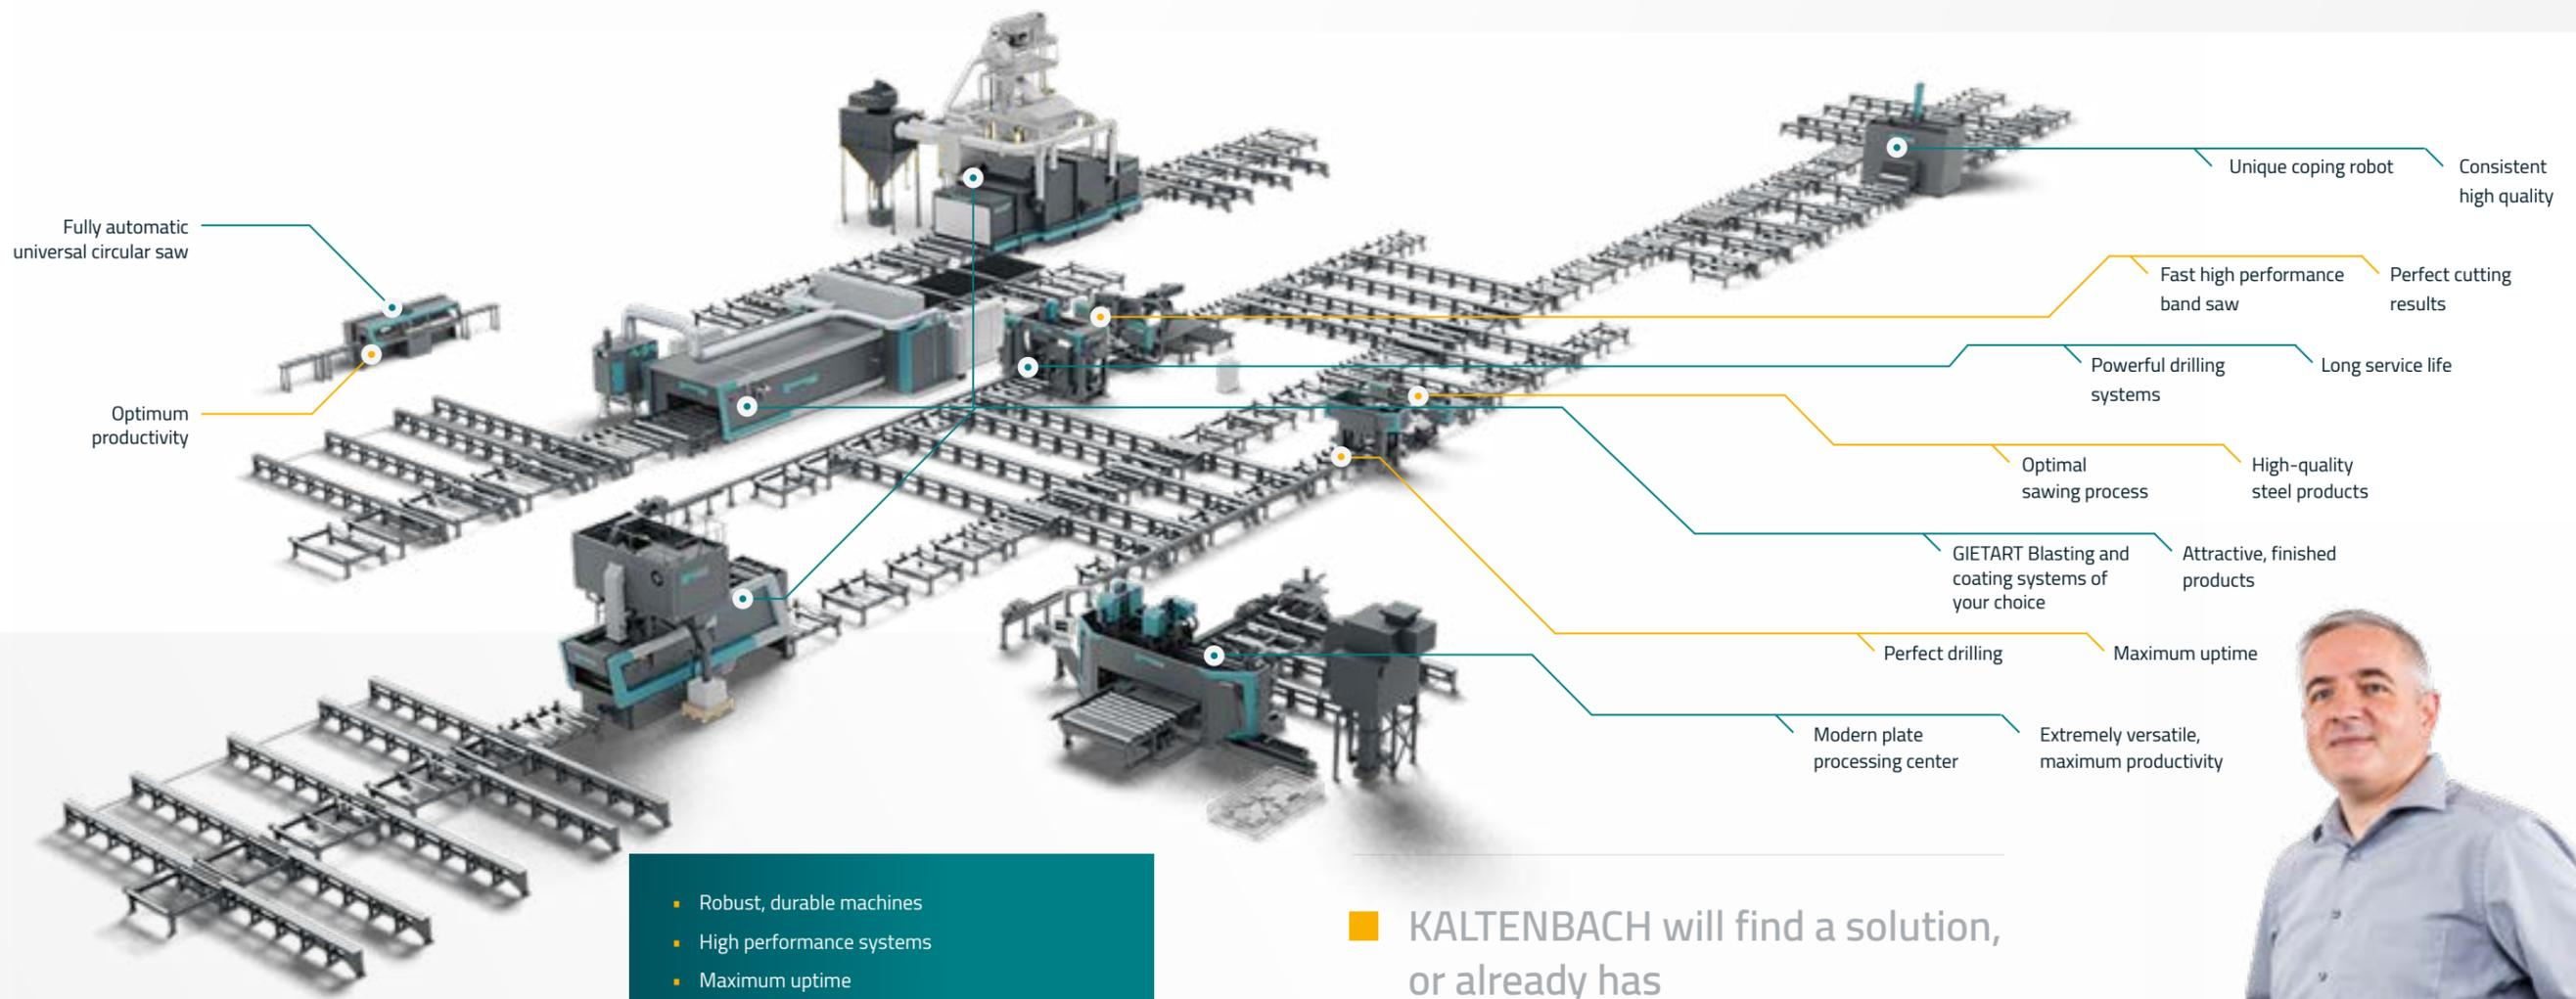 Fully automatic
universal circular saw
Optimum
productivity
Unique coping robot
Consistent
high quality
Fast high performance
band saw
Perfect cutting
results
Powerful drilling
systems
Long service life
Optimal
sawing process
High-quality
steel products
GIETART Blasting and
coating systems of
your choice
Attractive, finished
products
Perfect drilling
Maximum uptime
Modern plate
processing center
Extremely versatile,
maximum productivity
▪ Robust, durable machines
▪ High performance systems
▪ Maximum uptime
■ KALTENBACH will find a solution,
or already has